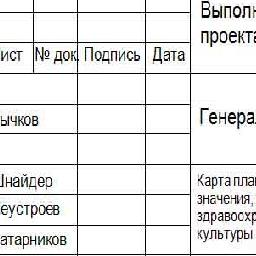 Выполн
проекта
ист № док. Подпись Дата
ычков
Генера
Шнайдер
Карта пла
значения,
еустроев
здравоохр
культуры
атарников